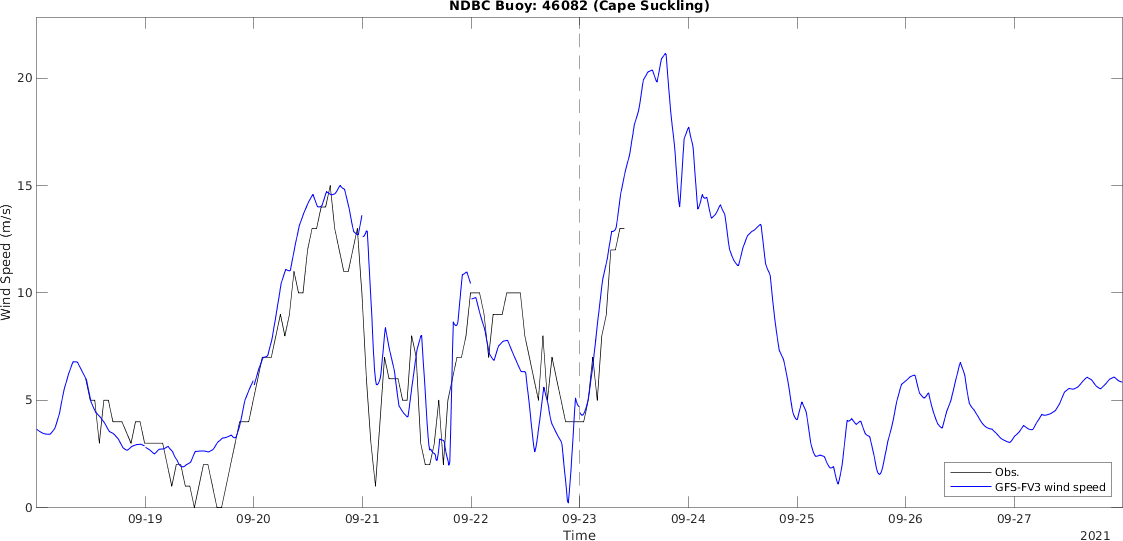 NDBC Buoy: 46082 (Cape Suckling)
Wind Speed (m/s)
20
15
10
5
0
Obs.
GFS-FV3 wind speed
09-19 09-20 09-21 09-22 09-23 09-24 09-25 09-26 09-27
Time
2021